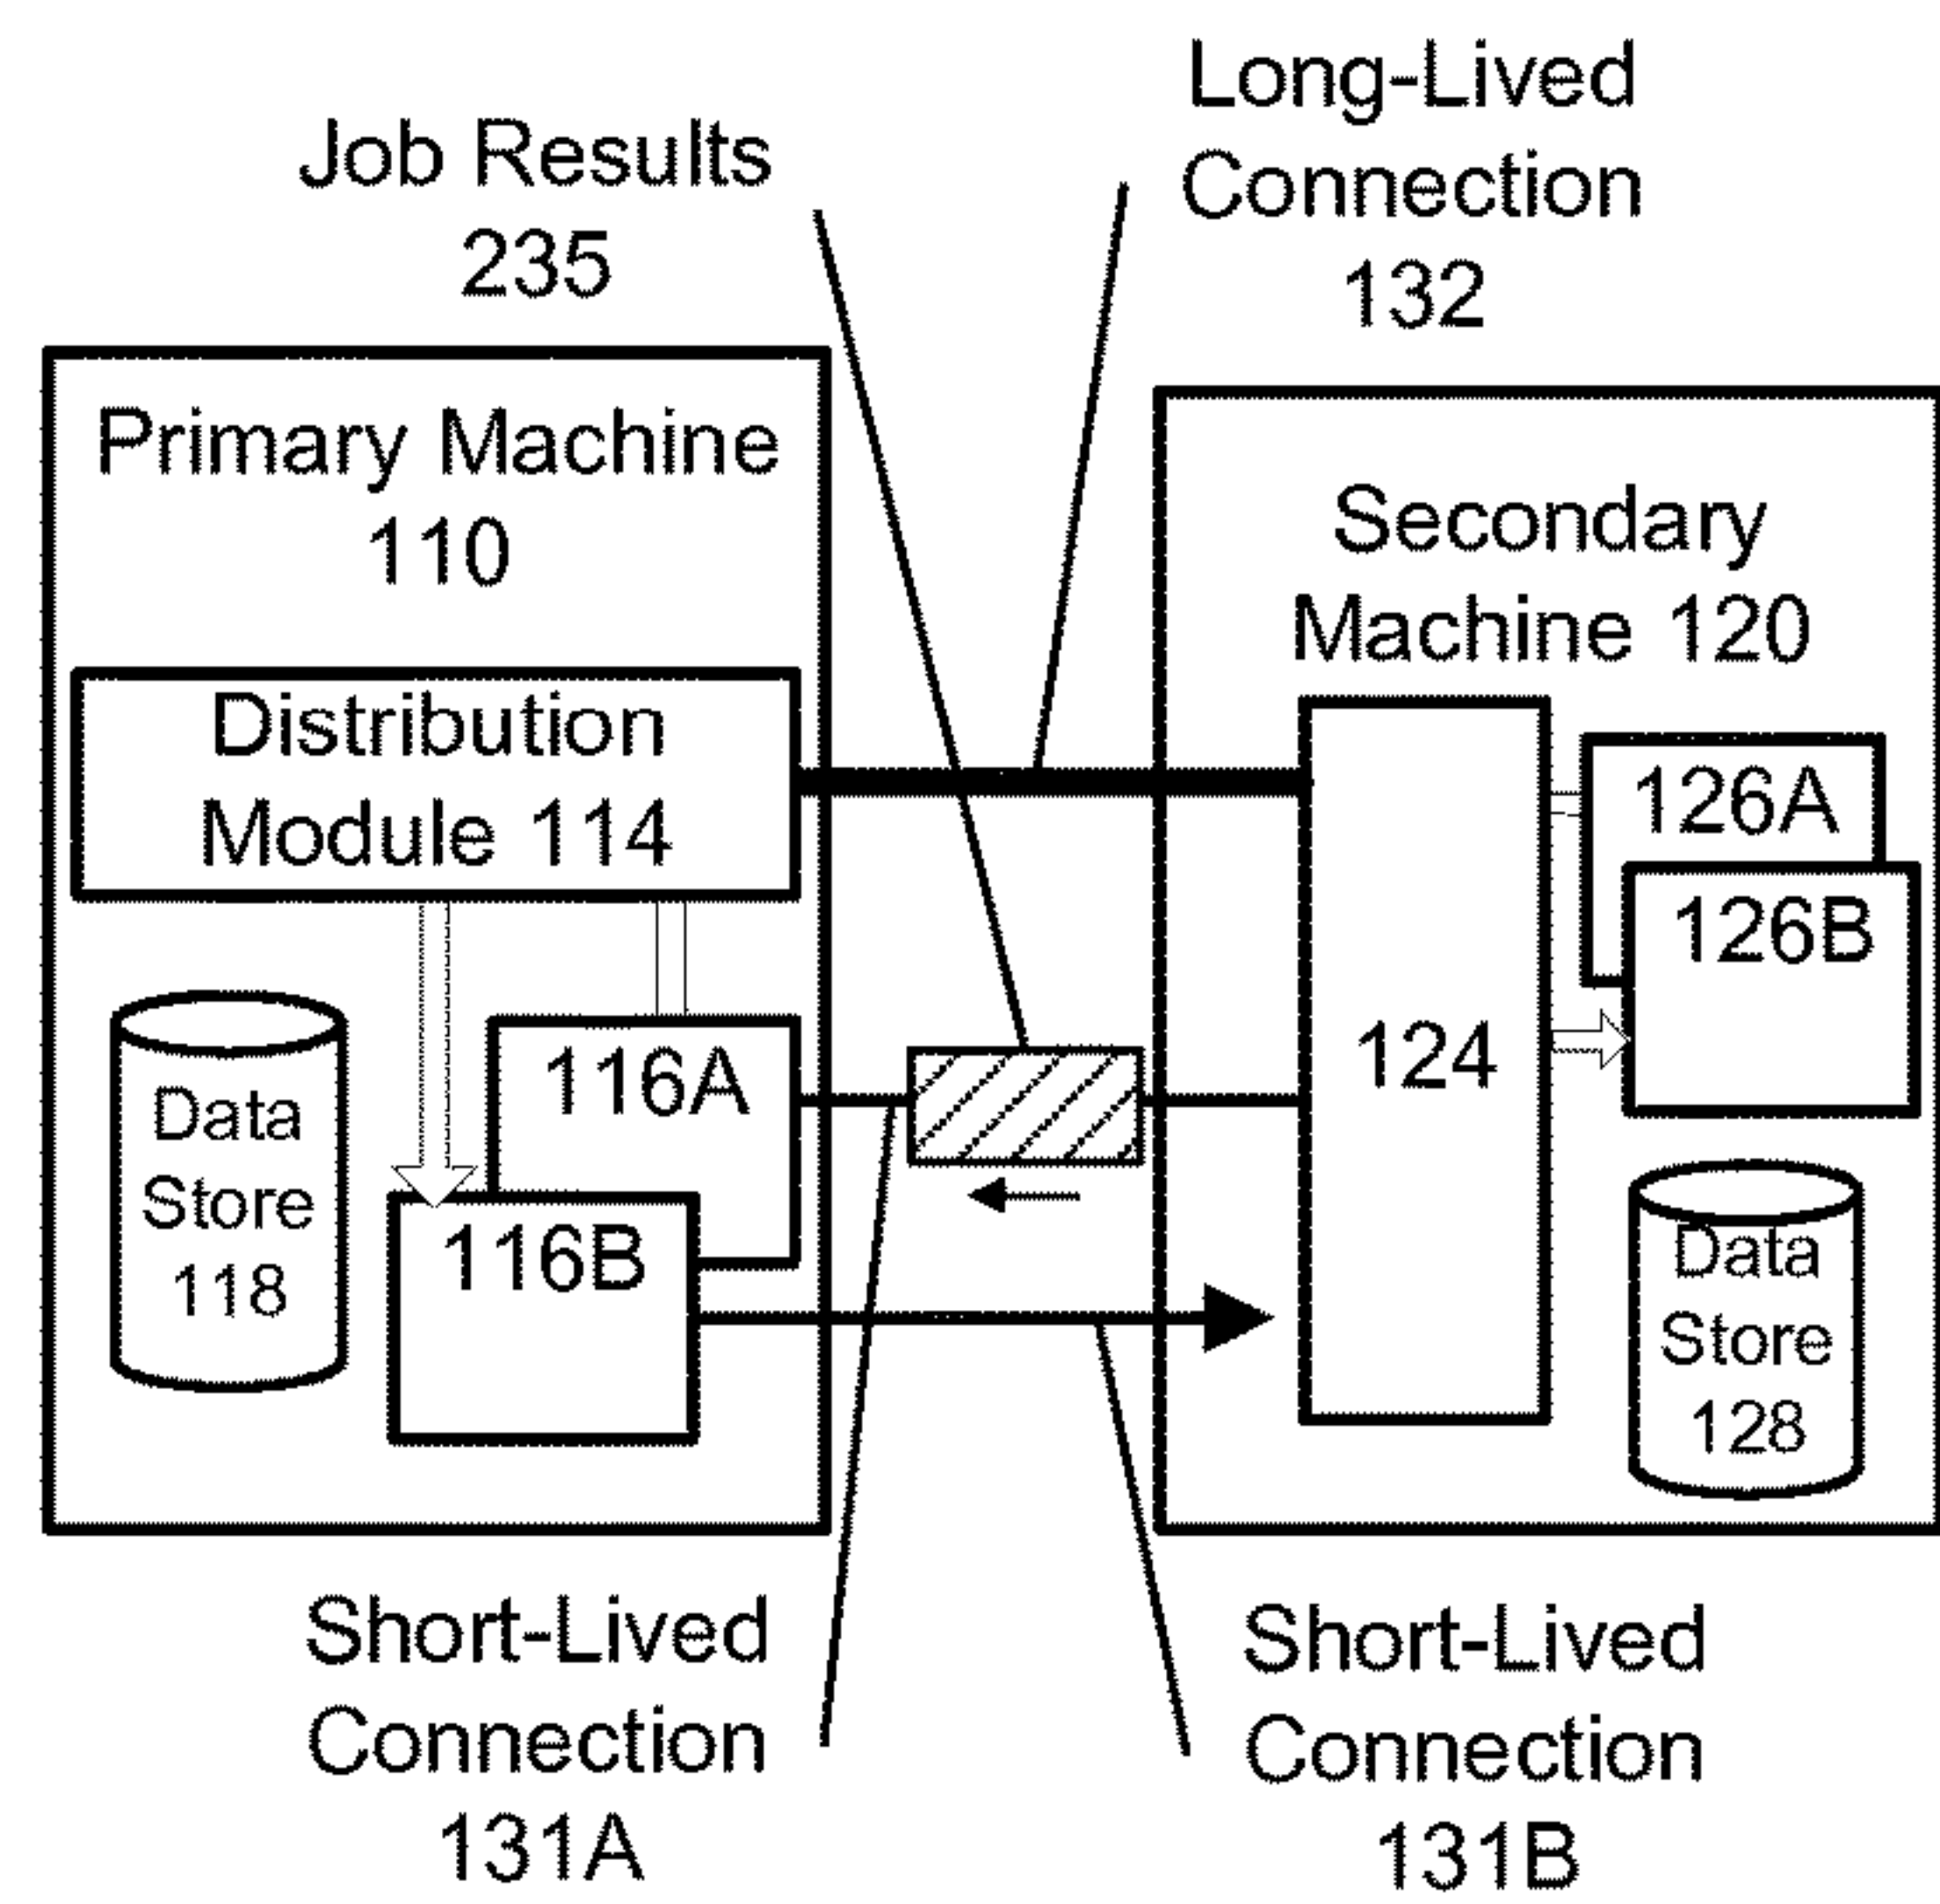 Job Results
235
Long-Lived
Connection
132
Primary Machine
110
Distribution
Module 114
Data
Store
118
116A
116B
Secondary
Machine 120
124
126A
126B
Data
Store
128
Short-Lived
Connection
131A
Short-Lived
Connection
131B